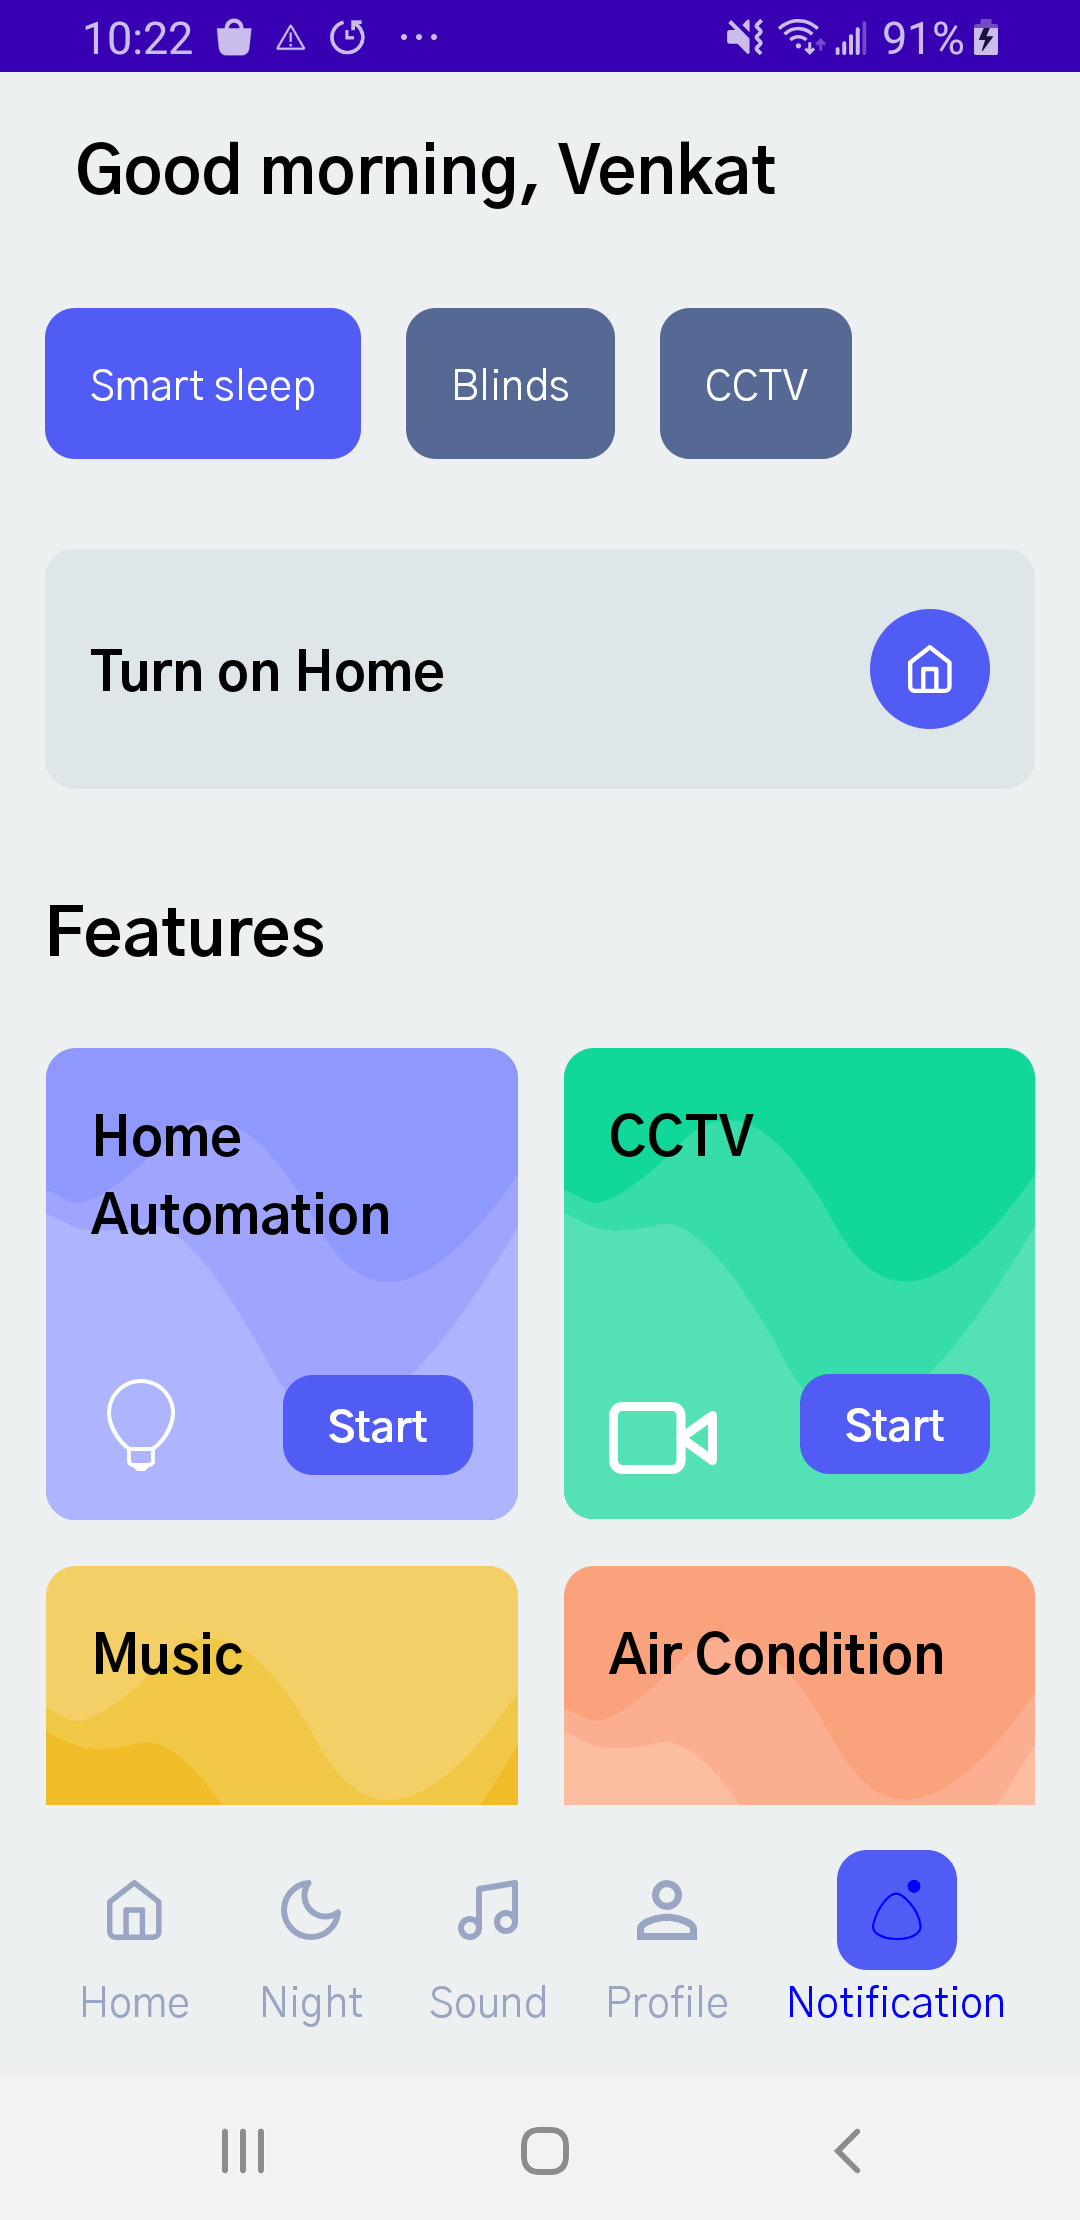 10:22 91%
Good morning, Venkat
Smart sleep Blinds CCTV
Turn on Home
Features
Home
Automation
CCTV
Start
Start
Music
Air Condition
Home Night Sound Profile Notification